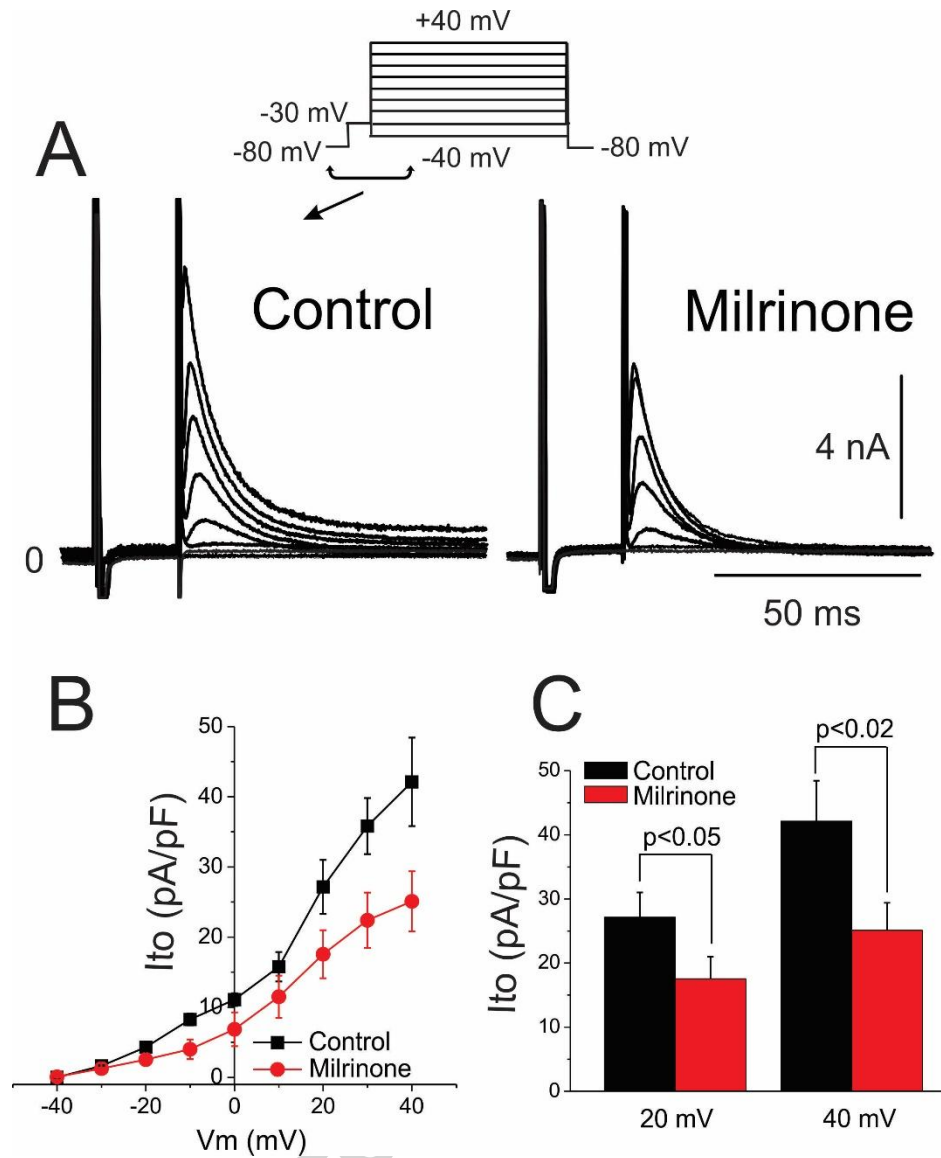 +40 mV
-30 mV
-80 mV
-40 mV
-80 mV
A
Control
Milrinone
4 nA
0
50 ms
B
50
40
30
20
10
0
Ito (pA/pF)
Control
Milrinone
-40 -20 0 20 40
Vm (mV)
C
p<0.02
Control
Milrinone
p<0.05
50
40
30
20
10
0
Ito (pA/pF)
20 mV 40 mV